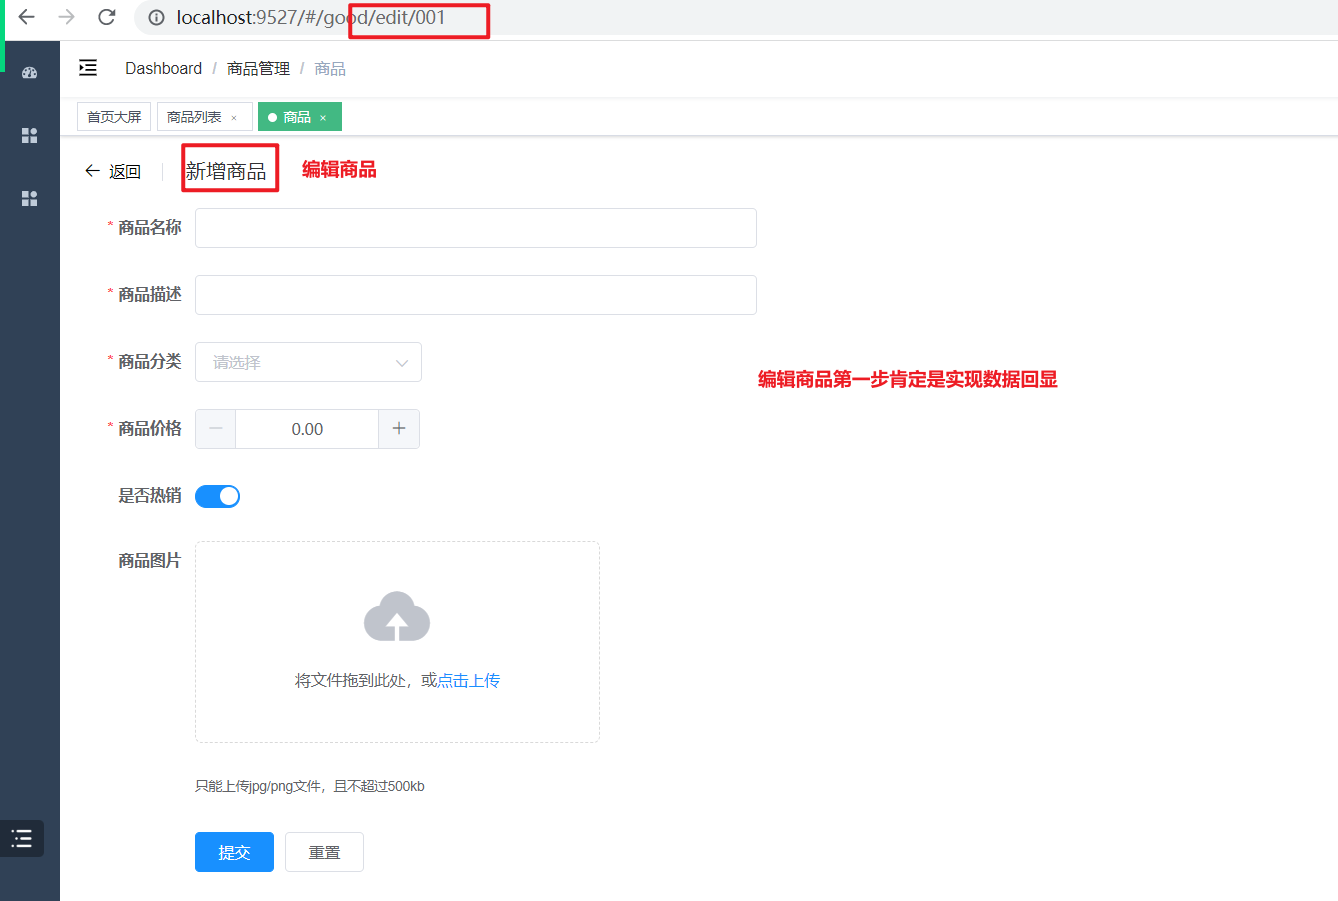 localhost:9527/#/good/edit/001
Dashboard / 商品管理 / 商品
首页大屏 商品列表 × 商品 ×
返回 新增商品 编辑商品
* 商品名称
* 商品描述
* 商品分类 请选择
编辑商品第一步肯定是实现数据回显
* 商品价格 － 0.00 +
是否热销
商品图片
将文件拖到此处，或点击上传
只能上传jpg/png文件，且不超过500kb
提交 重置